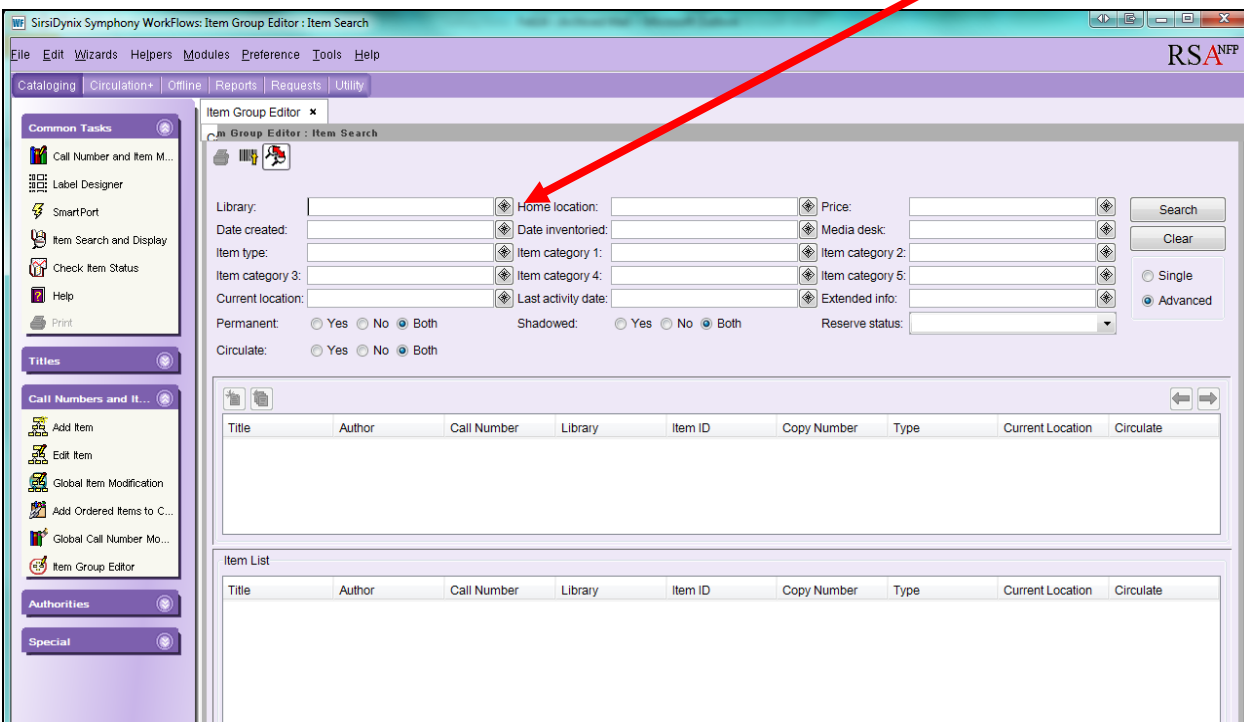 WF SirsiDynix Symphony WorkFlows: Item Group Editor : Item Search
File Edit Wizards Helpers Modules Preference Tools Help
RSA NFP
Cataloging Circulation+ Offline Reports Requests Utility
Item Group Editor ×
m Group Editor : Item Search
Common Tasks
Call Number and Item M...
Label Designer
SmartPort
Item Search and Display
Check Item Status
Help
Print
Titles
Call Numbers and It...
Add Item
Edit Item
Global Item Modification
Add Ordered Items to C...
Global Call Number Mo...
Item Group Editor
Authorities
Special
Library: Home location: Price: Search
Date created: Date inventoried: Media desk: Clear
Item type: Item category 1: Item category 2:
Item category 3: Item category 4: Item category 5: Single
Current location: Last activity date: Extended info: Advanced
Permanent: Yes No Both Shadowed: Yes No Both Reserve status:
Circulate: Yes No Both
Title Author Call Number Library Item ID Copy Number Type Current Location Circulate
Item List
Title Author Call Number Library Item ID Copy Number Type Current Location Circulate